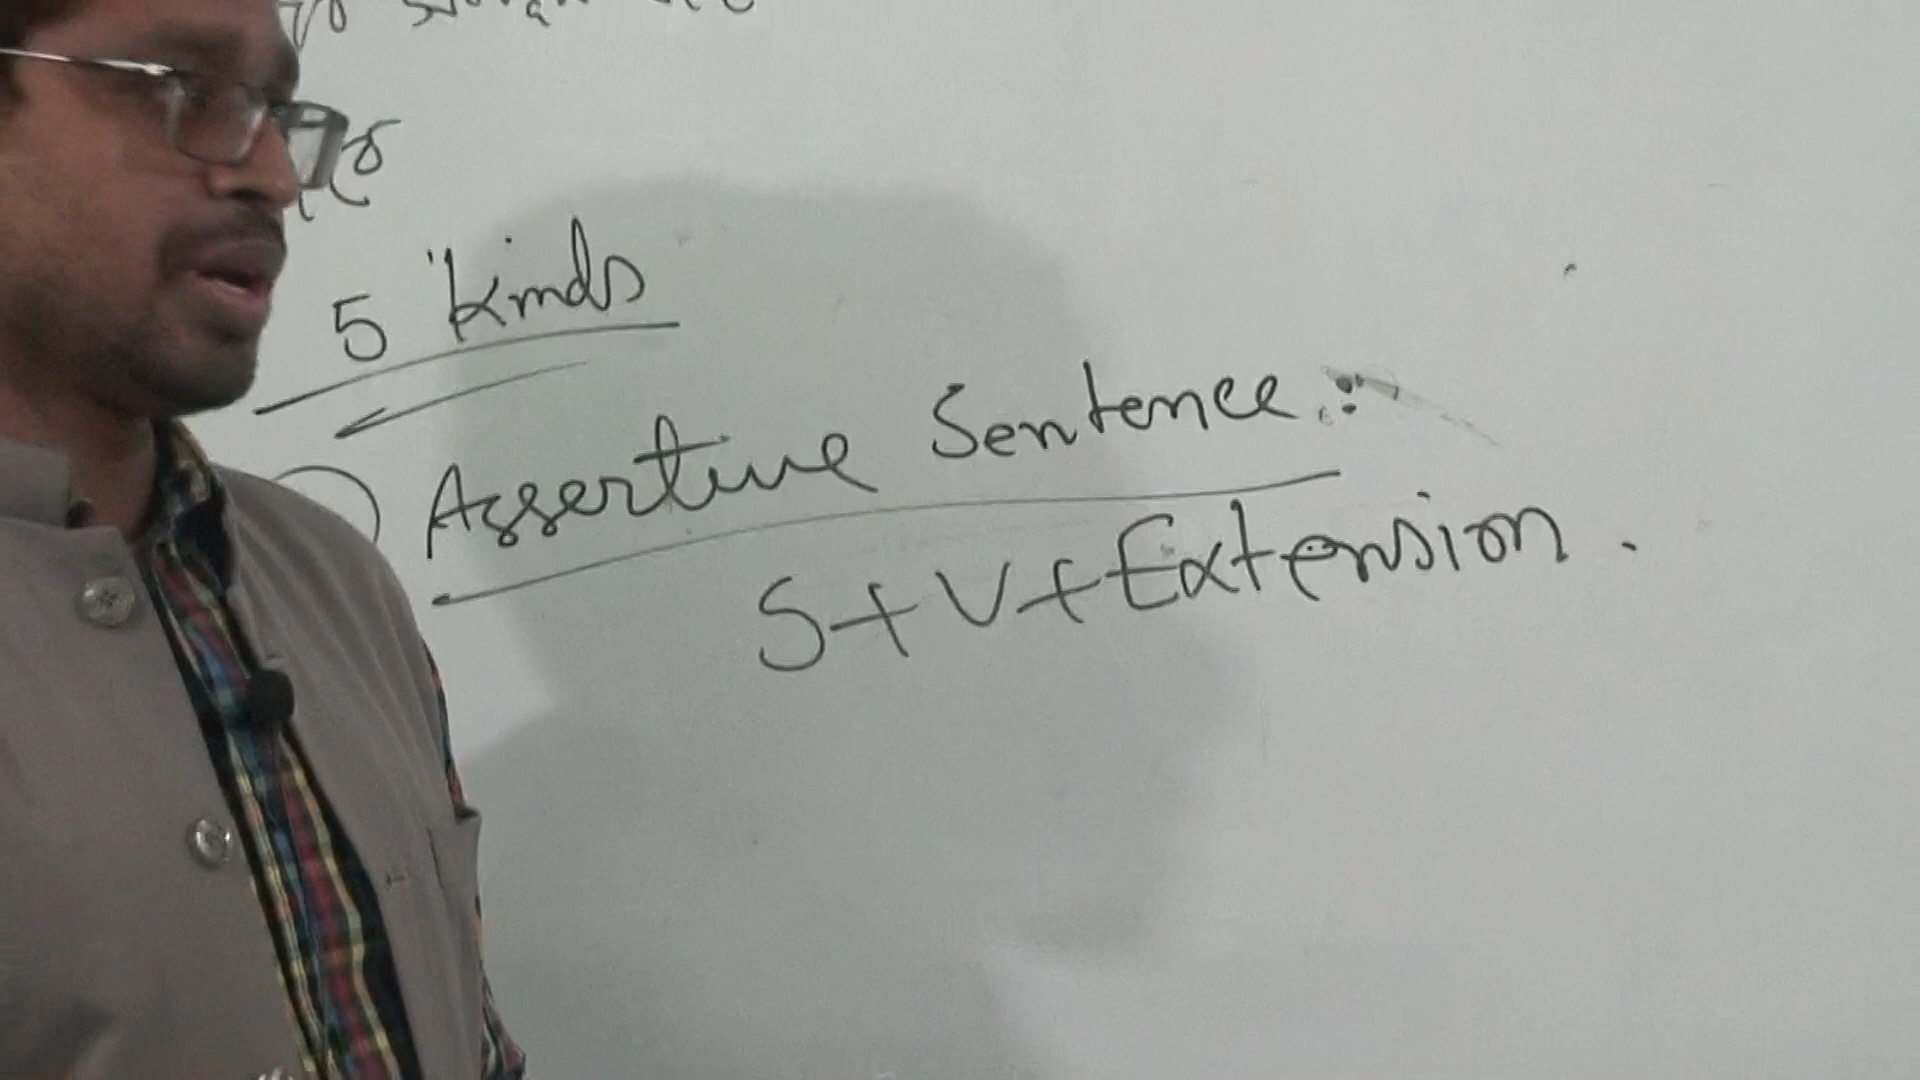 5 Kinds
Assertive Sentence :
S + V + Extension .